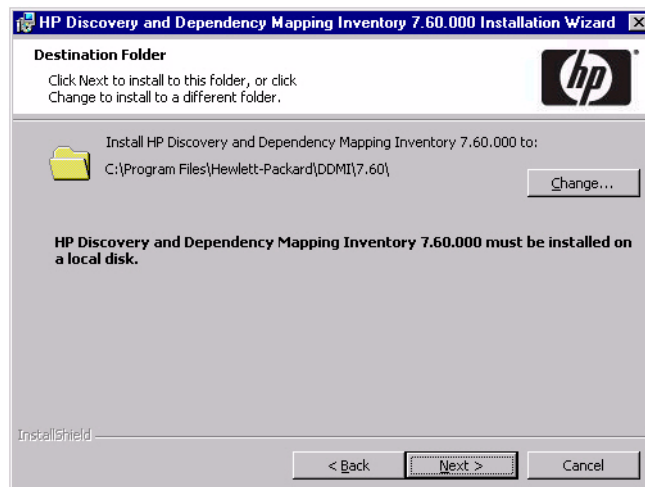 HP Discovery and Dependency Mapping Inventory 7.60.000 Installation Wizard
Destination Folder
Click Next to install to this folder, or click
Change to install to a different folder.
hp
Install HP Discovery and Dependency Mapping Inventory 7.60.000 to:
C:\Program Files\Hewlett-Packard\DDMI\7.60\
Change...
HP Discovery and Dependency Mapping Inventory 7.60.000 must be installed on
a local disk.
InstallShield
< Back
Next >
Cancel